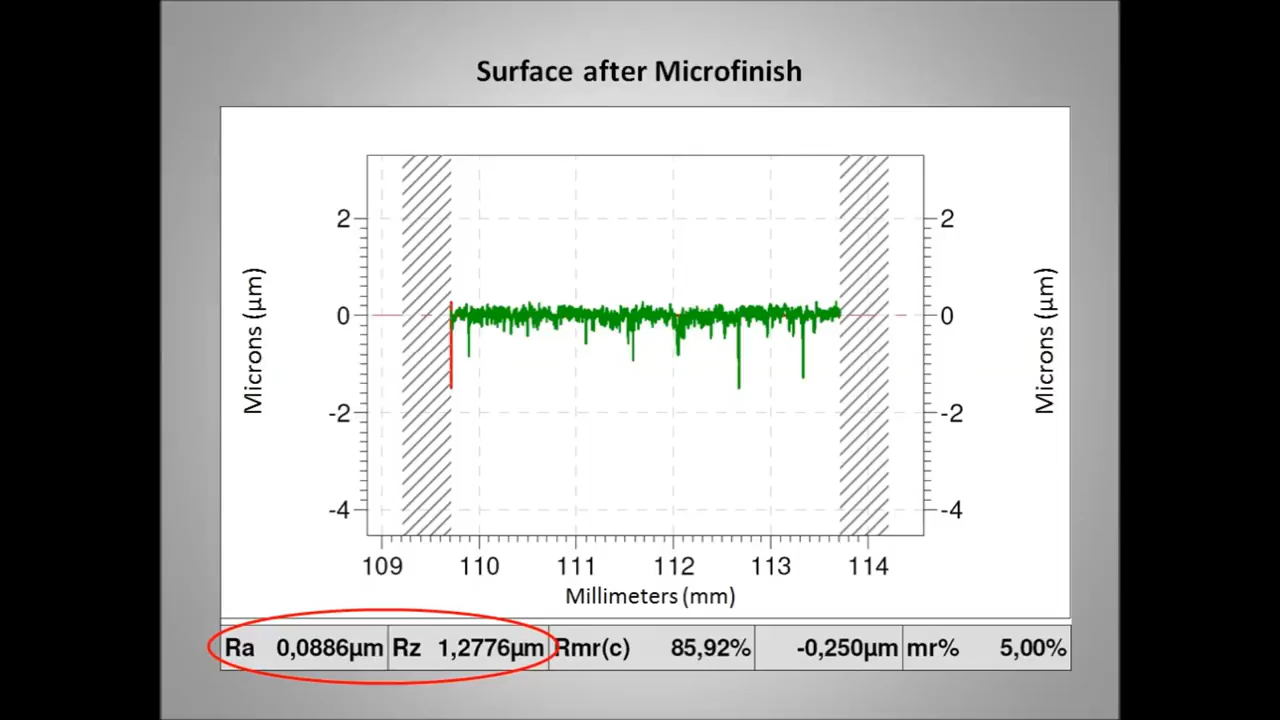 Surface after Microfinish
2 2
0 0
-2 -2
-4 -4
Microns (µm)
Microns (µm)
109 110 111 112 113 114
Millimeters (mm)
Ra 0,0886µm Rz 1,2776µm Rmr(c) 85,92% -0,250µm mr% 5,00%